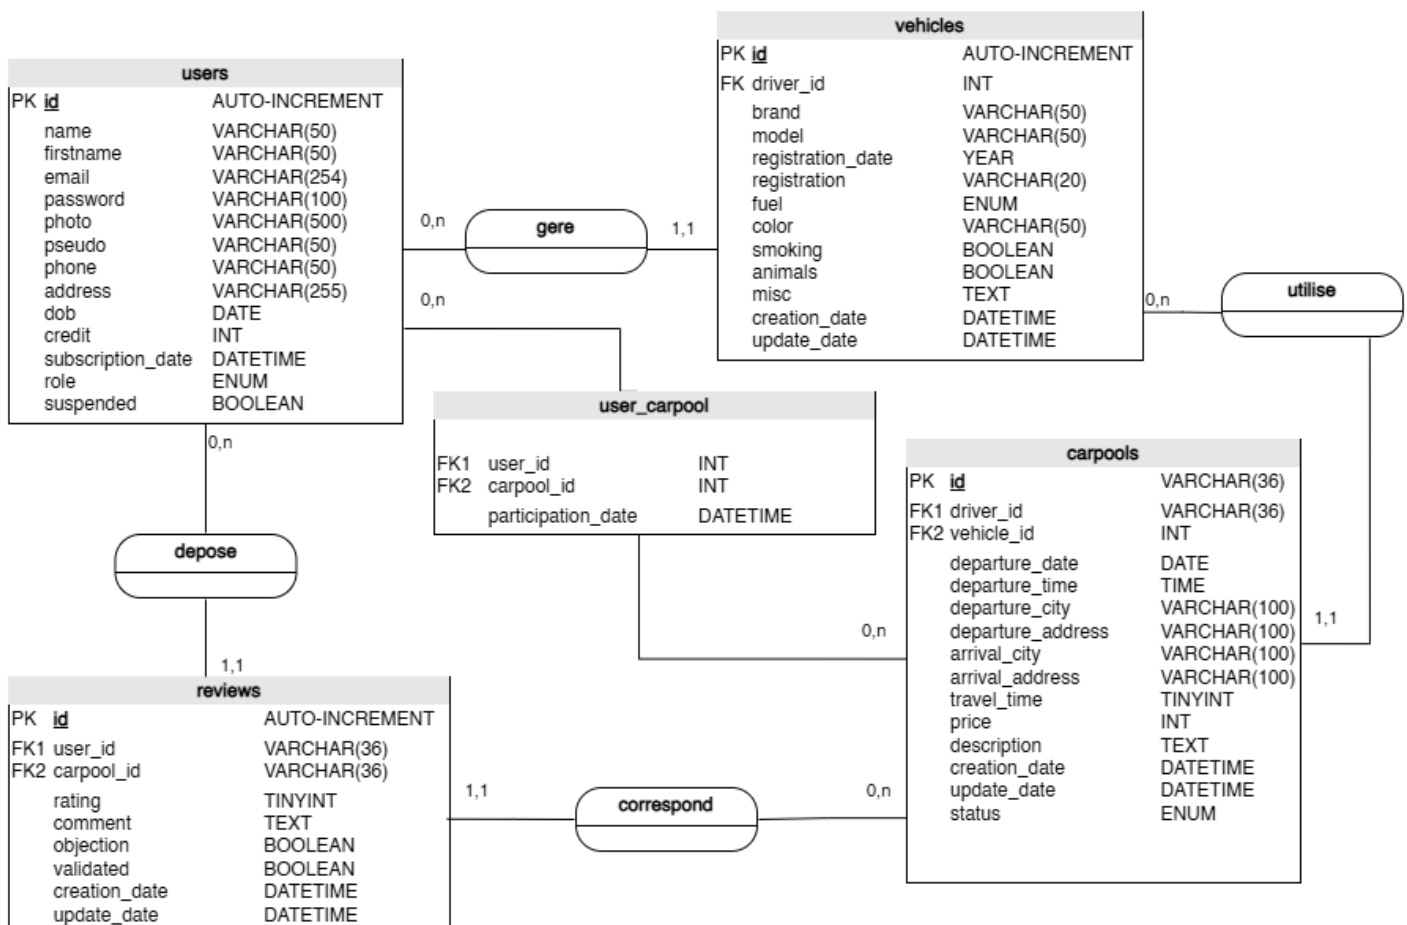 users
PK id AUTO-INCREMENT
name VARCHAR(50)
firstname VARCHAR(50)
email VARCHAR(254)
password VARCHAR(100)
photo VARCHAR(500)
pseudo VARCHAR(50)
phone VARCHAR(50)
address VARCHAR(255)
dob DATE
credit INT
subscription_date DATETIME
role ENUM
suspended BOOLEAN
0,n
gere
1,1
vehicles
PK id AUTO-INCREMENT
FK driver_id INT
brand VARCHAR(50)
model VARCHAR(50)
registration_date YEAR
registration VARCHAR(20)
fuel ENUM
color VARCHAR(50)
smoking BOOLEAN
animals BOOLEAN
misc TEXT
creation_date DATETIME
update_date DATETIME
0,n
utilise
1,1
0,n
user_carpool
FK1 user_id INT
FK2 carpool_id INT
participation_date DATETIME
0,n
carpools
PK id VARCHAR(36)
FK1 driver_id VARCHAR(36)
FK2 vehicle_id INT
departure_date DATE
departure_time TIME
departure_city VARCHAR(100)
departure_address VARCHAR(100)
arrival_city VARCHAR(100)
arrival_address VARCHAR(100)
travel_time TINYINT
price INT
description TEXT
creation_date DATETIME
update_date DATETIME
status ENUM
0,n
depose
1,1
reviews
PK id AUTO-INCREMENT
FK1 user_id VARCHAR(36)
FK2 carpool_id VARCHAR(36)
rating TINYINT
comment TEXT
objection BOOLEAN
validated BOOLEAN
creation_date DATETIME
update_date DATETIME
1,1
correspond
0,n